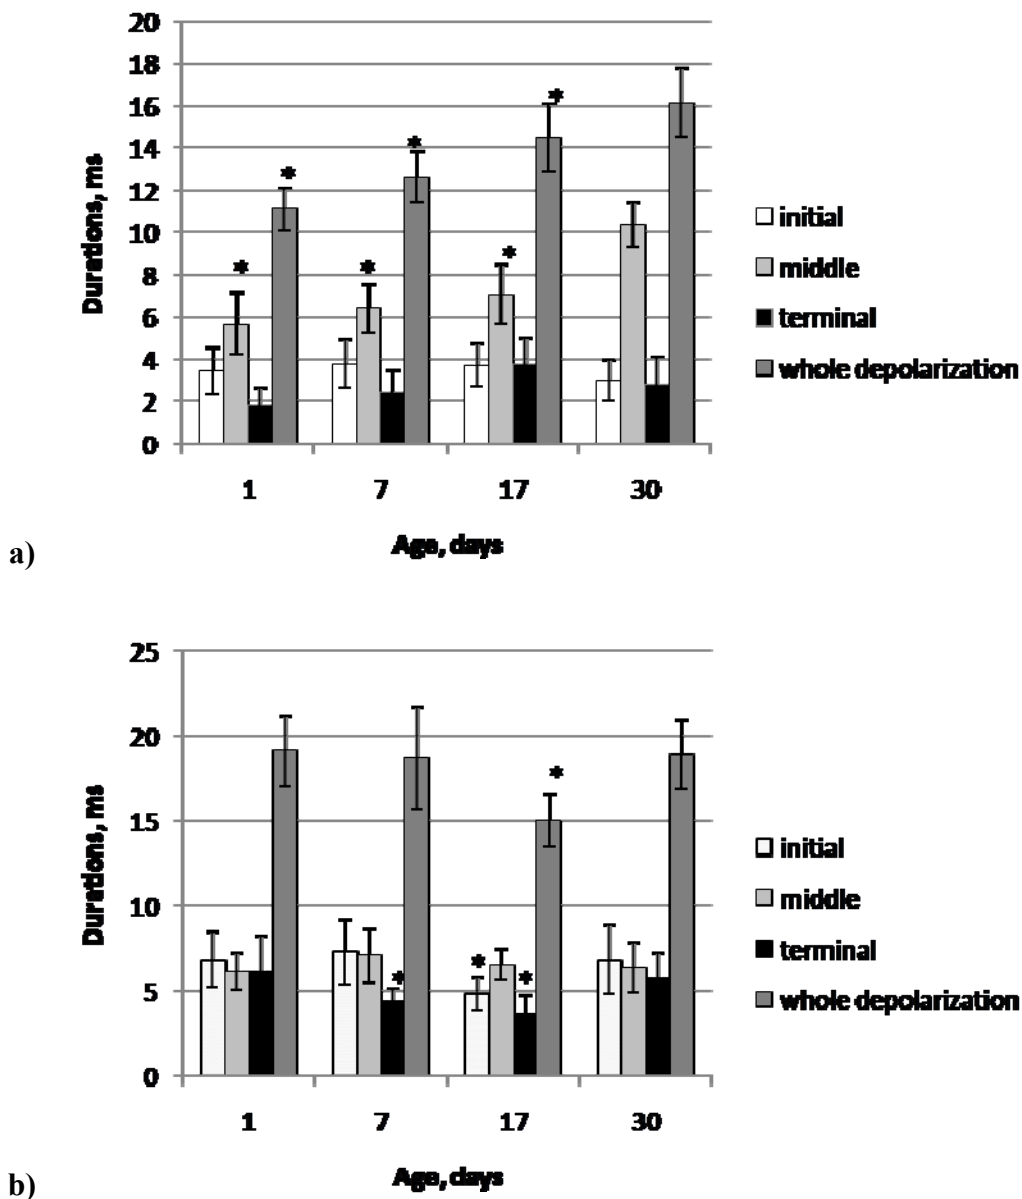 20
18
16
14
12
10
8
6
4
2
0
Durations, ms
* * * * * *
1 7 17 30
Age, days
initial
middle
terminal
whole depolarization
a)
25
20
15
10
5
0
Durations, ms
* * * *
1 7 17 30
Age, days
initial
middle
terminal
whole depolarization
b)